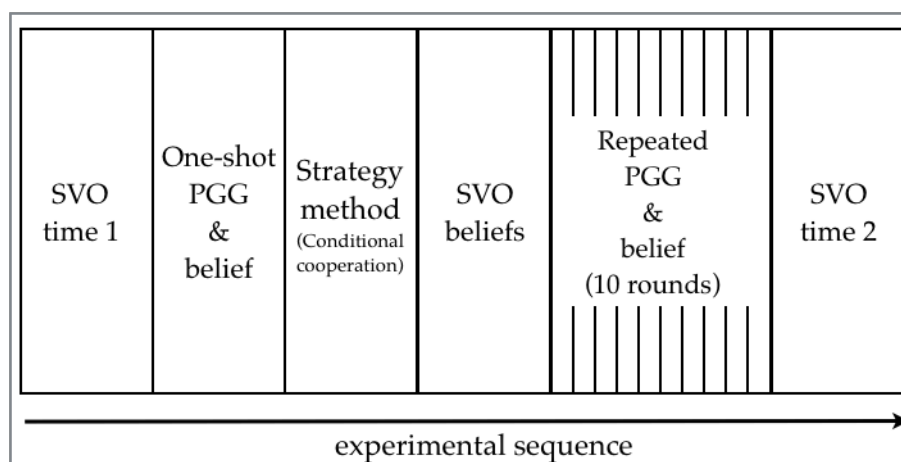 SVO
time 1
One-shot
PGG
&
belief
Strategy
method
(Conditional
cooperation)
SVO
beliefs
Repeated
PGG
&
belief
(10 rounds)
SVO
time 2
experimental sequence